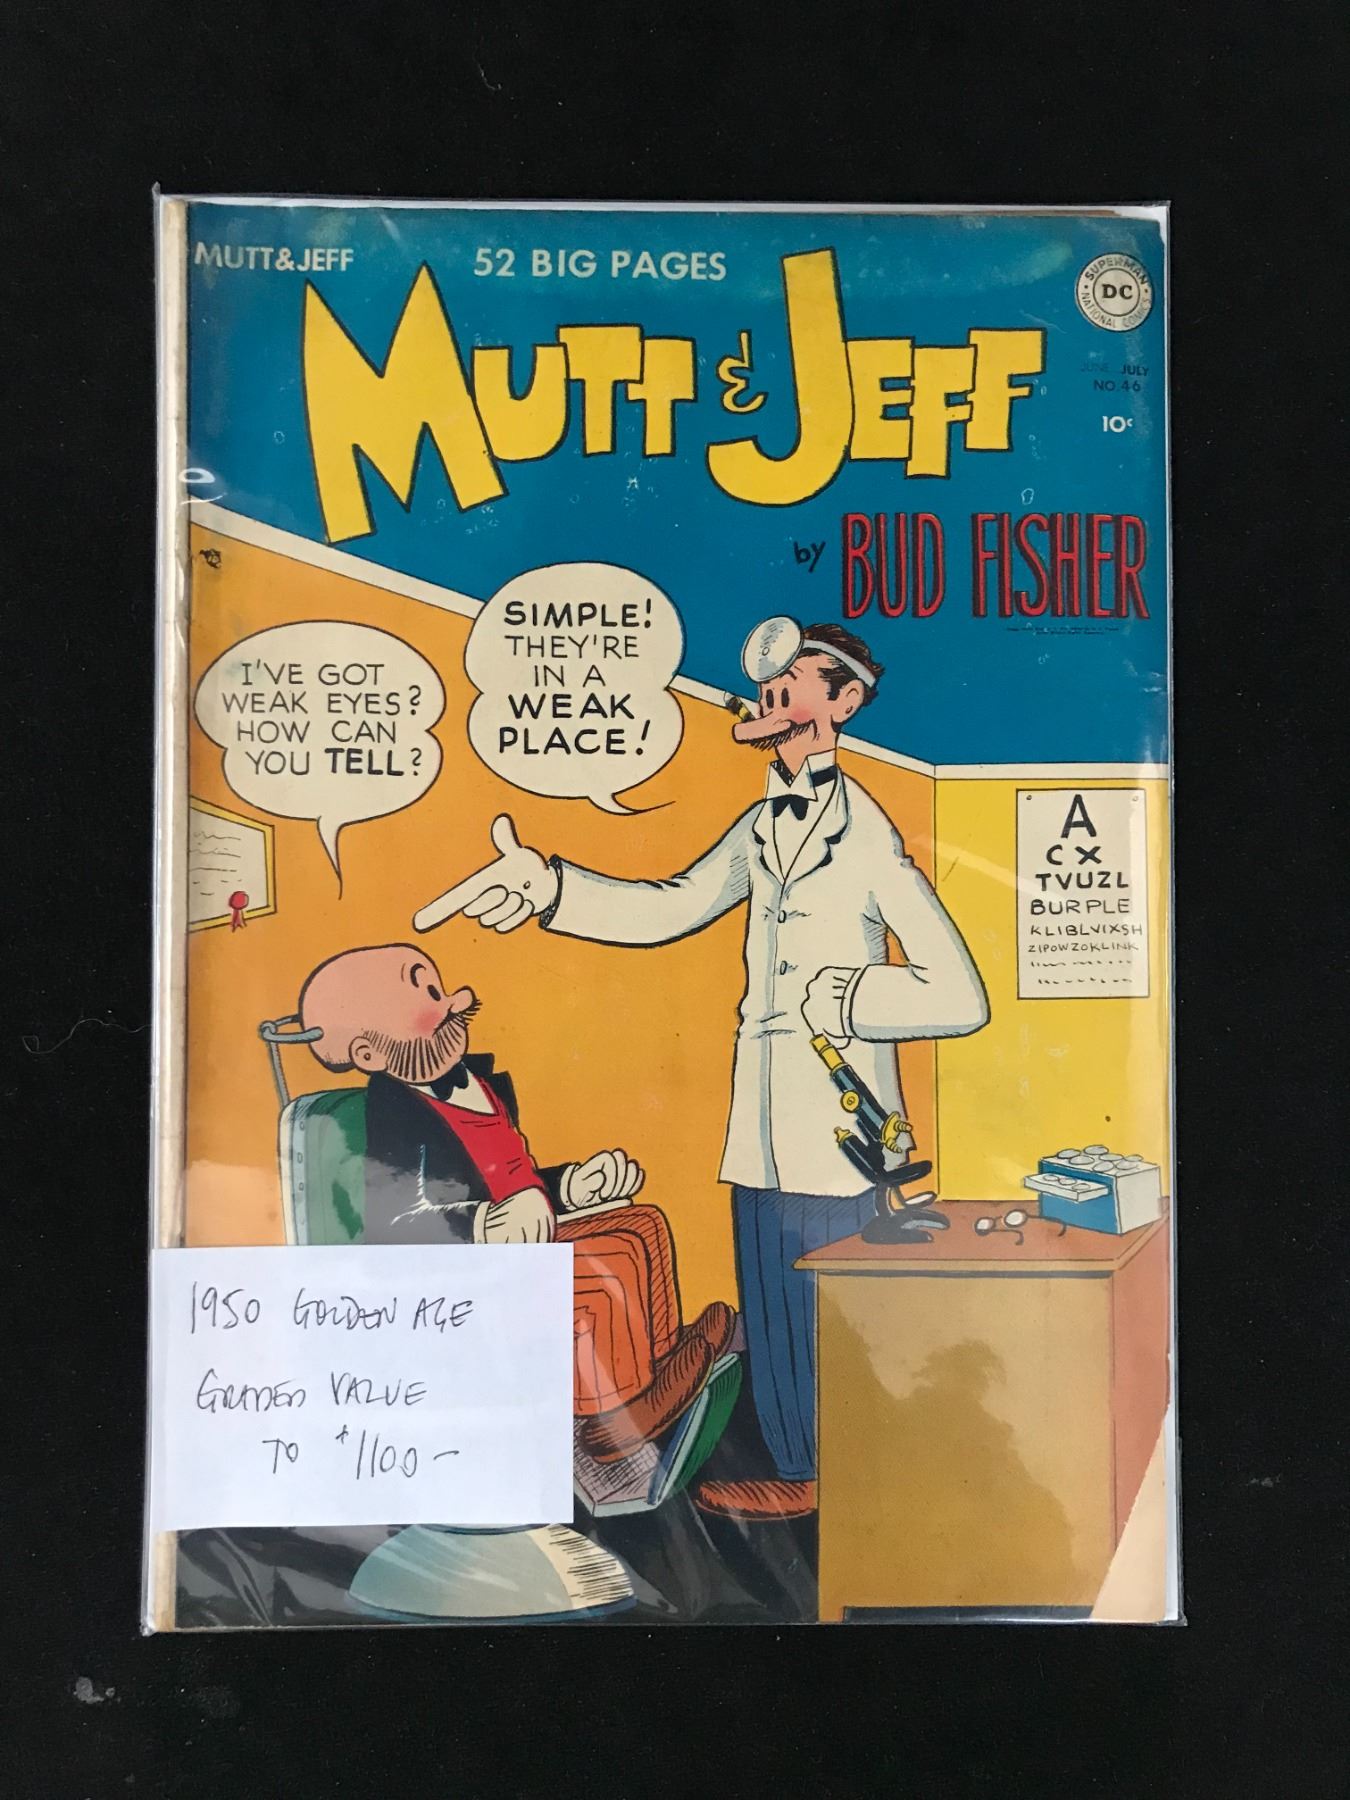 MUTT&JEFF
52 BIG PAGES
SUPERMAN
DC
NATIONAL COMICS
MUTT & JEFF
JUNE - JULY
NO. 46
10¢
by BUD FISHER
SIMPLE!
THEY'RE
IN A
WEAK
PLACE!
I'VE GOT
WEAK EYES?
HOW CAN
YOU TELL?
A
C X
TVUZL
BURPLE
KLIBLVIXSH
ZIPOWZOKLINK
1950 GOLDEN AGE
GRADED VALUE
TO $1100-